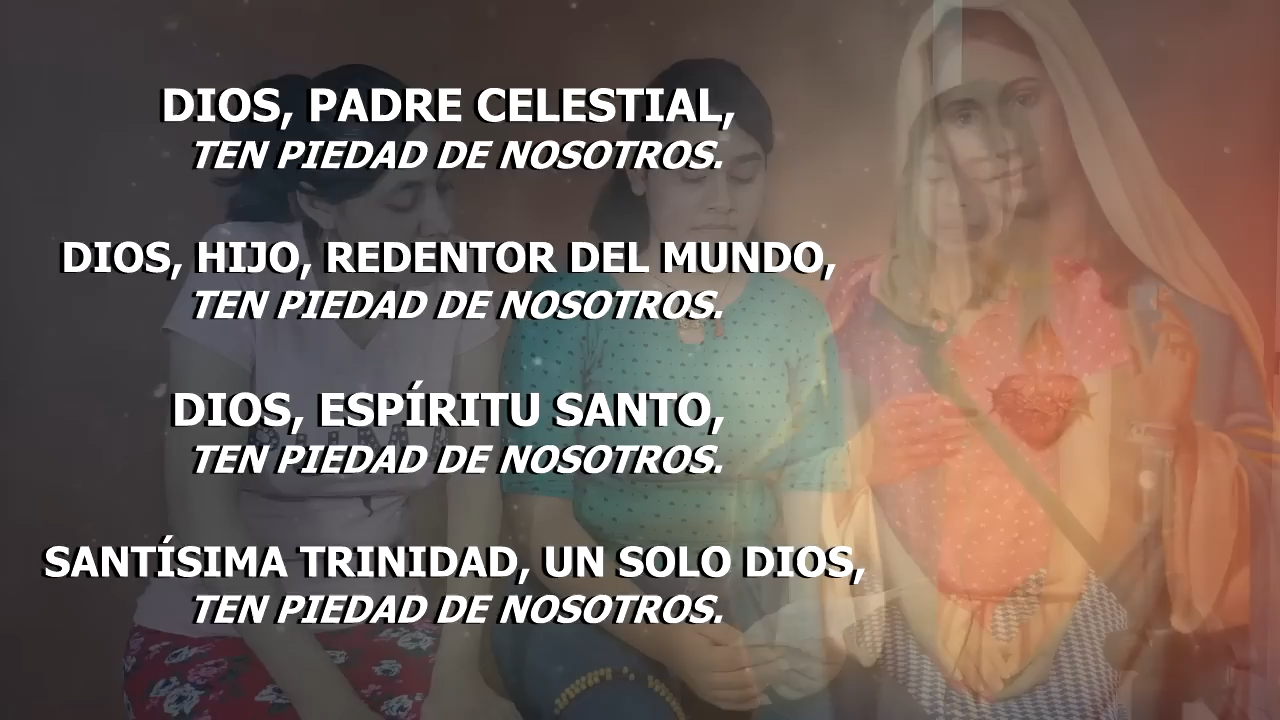 DIOS, PADRE CELESTIAL,
TEN PIEDAD DE NOSOTROS.
DIOS, HIJO, REDENTOR DEL MUNDO,
TEN PIEDAD DE NOSOTROS.
DIOS, ESPÍRITU SANTO,
TEN PIEDAD DE NOSOTROS.
SANTÍSIMA TRINIDAD, UN SOLO DIOS,
TEN PIEDAD DE NOSOTROS.